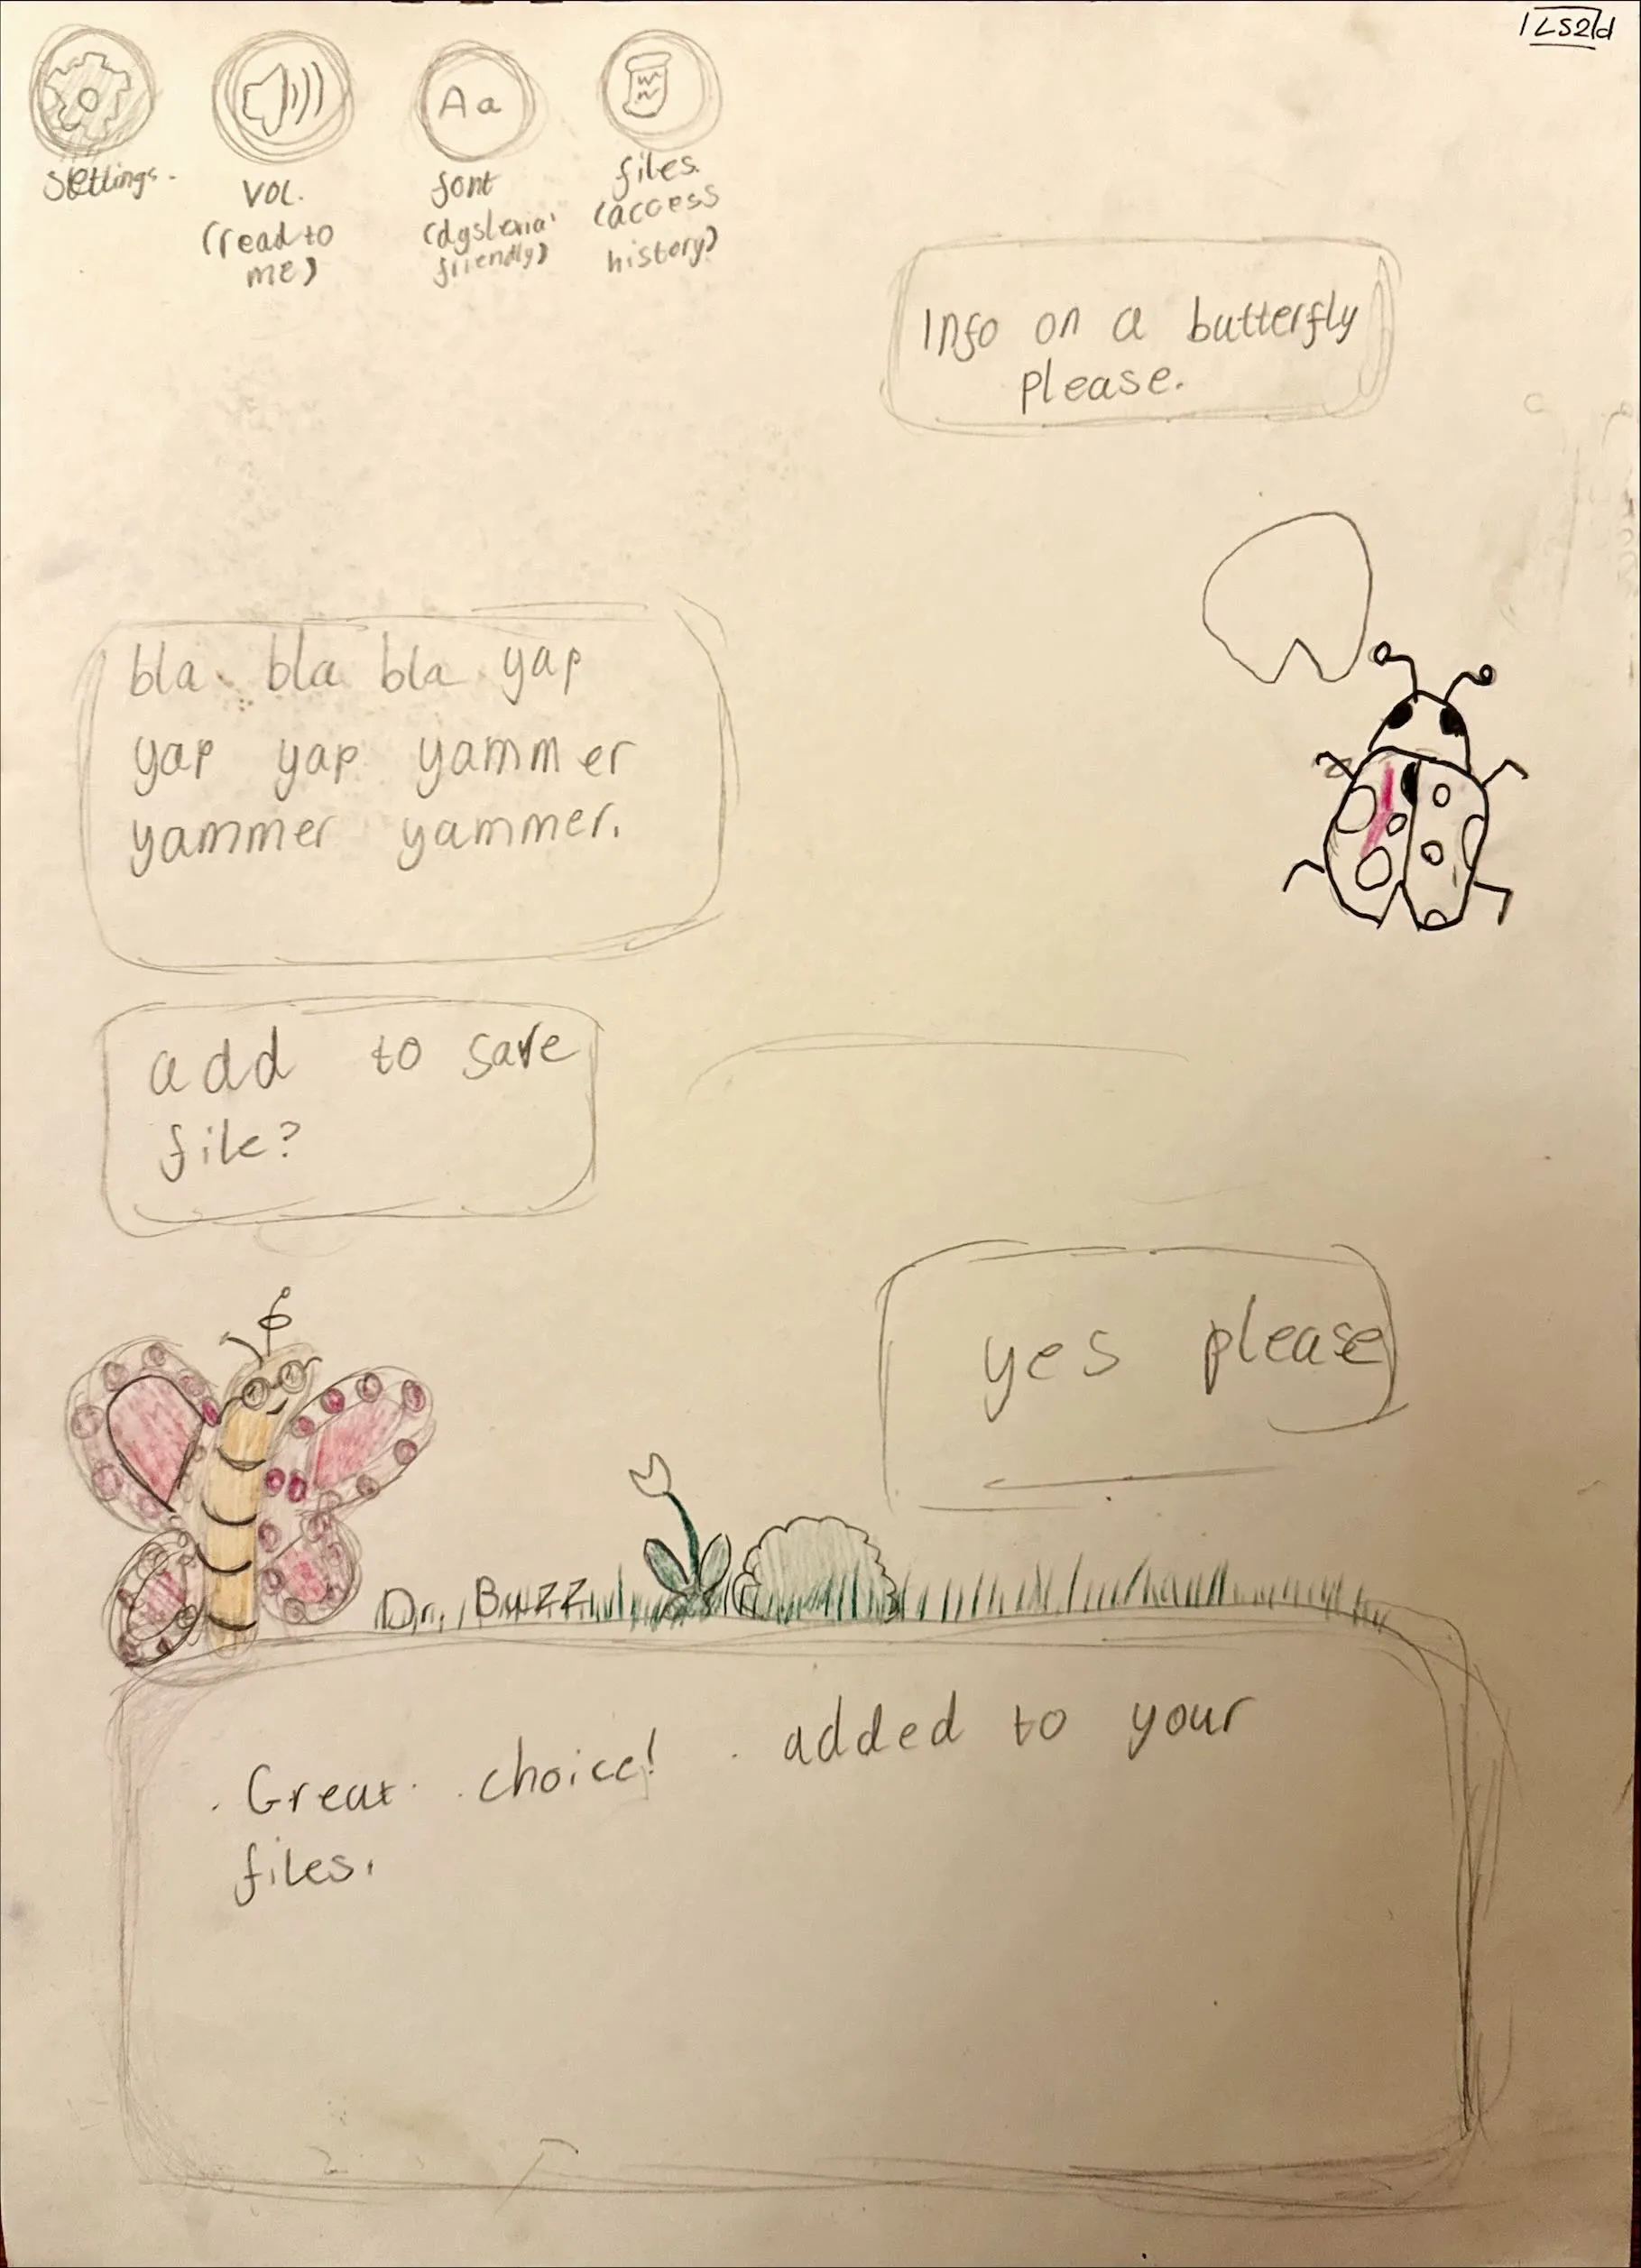 Settings.
VOL.
(read to
me)
Aa
font
(dyslexia
friendly)
files
(access
history)
Info on a butterfly
please.
bla bla bla yap
yap yap yammer
yammer yammer.
add to save
file?
yes please
Dr. Buzz
Great choice! added to your
files.